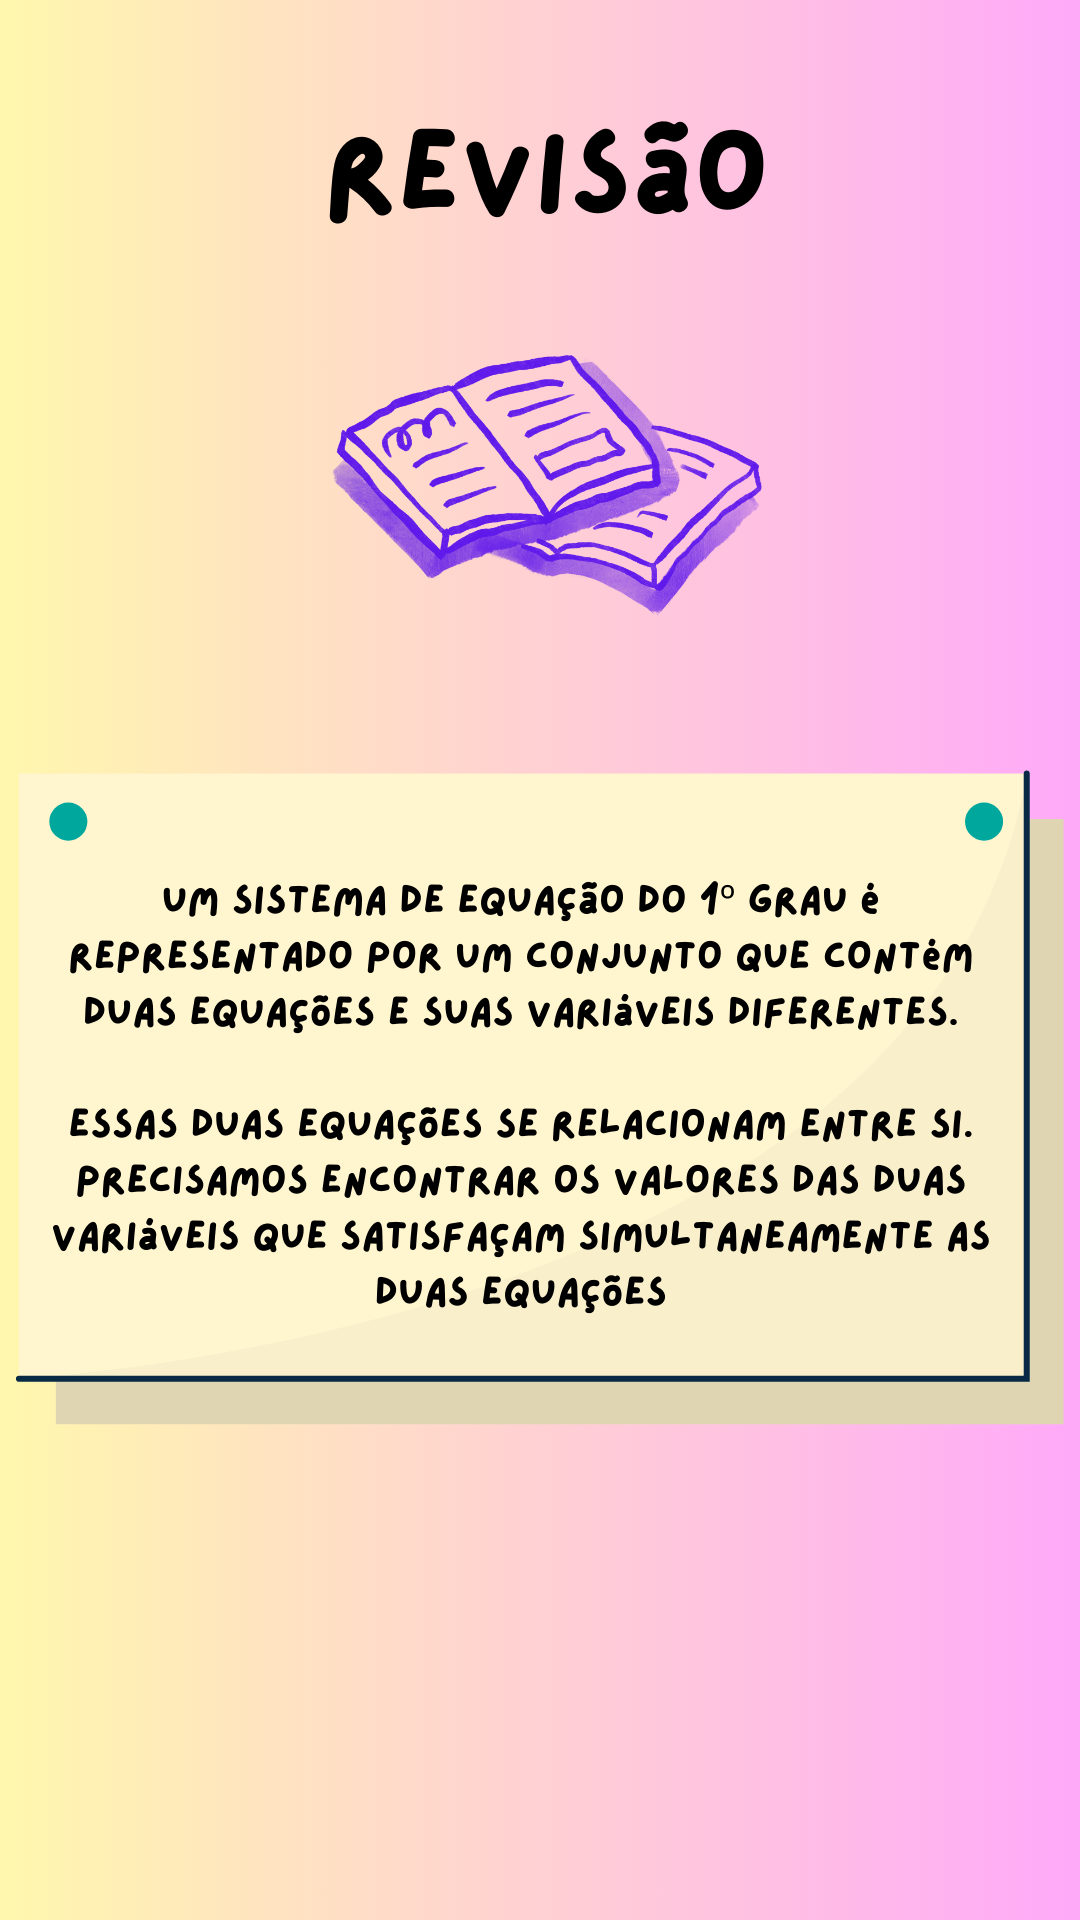 REVISÃO
UM SISTEMA DE EQUAÇÃO DO 1º GRAU É
REPRESENTADO POR UM CONJUNTO QUE CONTÉM
DUAS EQUAÇÕES E SUAS VARIÁVEIS DIFERENTES.
ESSAS DUAS EQUAÇÕES SE RELACIONAM ENTRE SI.
PRECISAMOS ENCONTRAR OS VALORES DAS DUAS
VARIÁVEIS QUE SATISFAÇAM SIMULTANEAMENTE AS
DUAS EQUAÇÕES